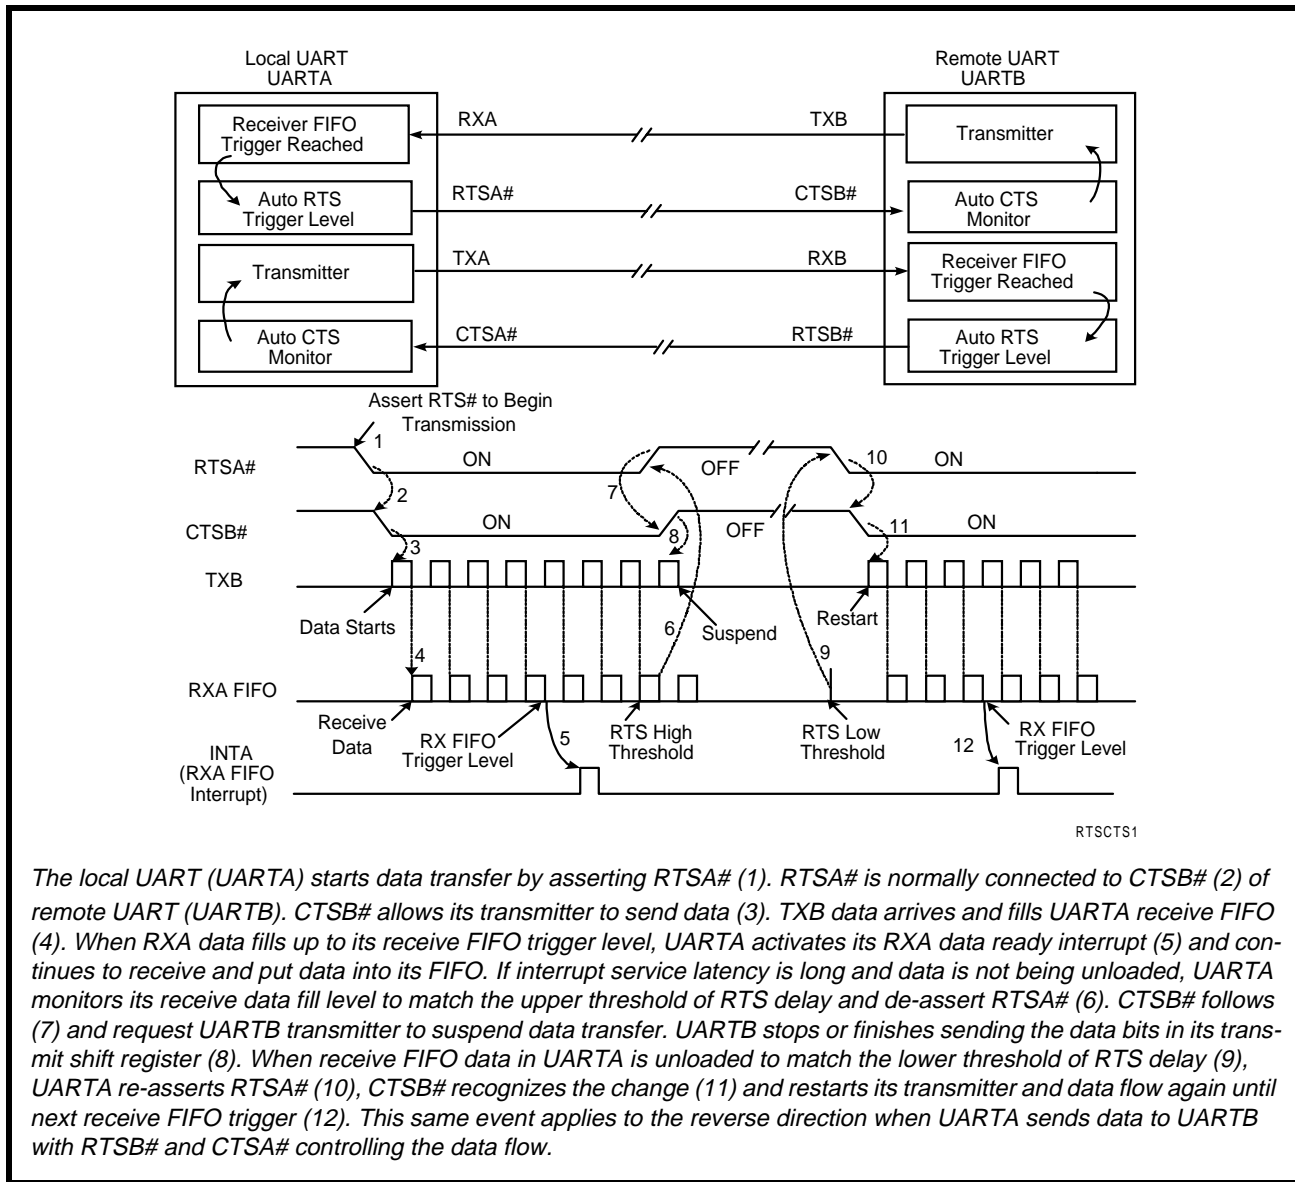 Local UART
UARTA
Remote UART
UARTB
Receiver FIFO
Trigger Reached
RXA
TXB
Transmitter
Auto RTS
Trigger Level
RTSA#
CTSB#
Auto CTS
Monitor
Transmitter
TXA
RXB
Receiver FIFO
Trigger Reached
Auto CTS
Monitor
CTSA#
RTSB#
Auto RTS
Trigger Level
Assert RTS# to Begin
Transmission
1
RTSA#
ON
OFF
10
ON
2
7
CTSB#
ON
8
OFF
11
ON
3
TXB
Data Starts
6
Suspend
Restart
4
9
RXA FIFO
Receive
Data
RX FIFO
Trigger Level
5
RTS High
Threshold
RTS Low
Threshold
12
RX FIFO
Trigger Level
INTA
(RXA FIFO
Interrupt)
RTSCTS1
The local UART (UARTA) starts data transfer by asserting RTSA# (1). RTSA# is normally connected to CTSB# (2) of
remote UART (UARTB). CTSB# allows its transmitter to send data (3). TXB data arrives and fills UARTA receive FIFO
(4). When RXA data fills up to its receive FIFO trigger level, UARTA activates its RXA data ready interrupt (5) and con-
tinues to receive and put data into its FIFO. If interrupt service latency is long and data is not being unloaded, UARTA
monitors its receive data fill level to match the upper threshold of RTS delay and de-assert RTSA# (6). CTSB# follows
(7) and request UARTB transmitter to suspend data transfer. UARTB stops or finishes sending the data bits in its trans-
mit shift register (8). When receive FIFO data in UARTA is unloaded to match the lower threshold of RTS delay (9),
UARTA re-asserts RTSA# (10), CTSB# recognizes the change (11) and restarts its transmitter and data flow again until
next receive FIFO trigger (12). This same event applies to the reverse direction when UARTA sends data to UARTB
with RTSB# and CTSA# controlling the data flow.